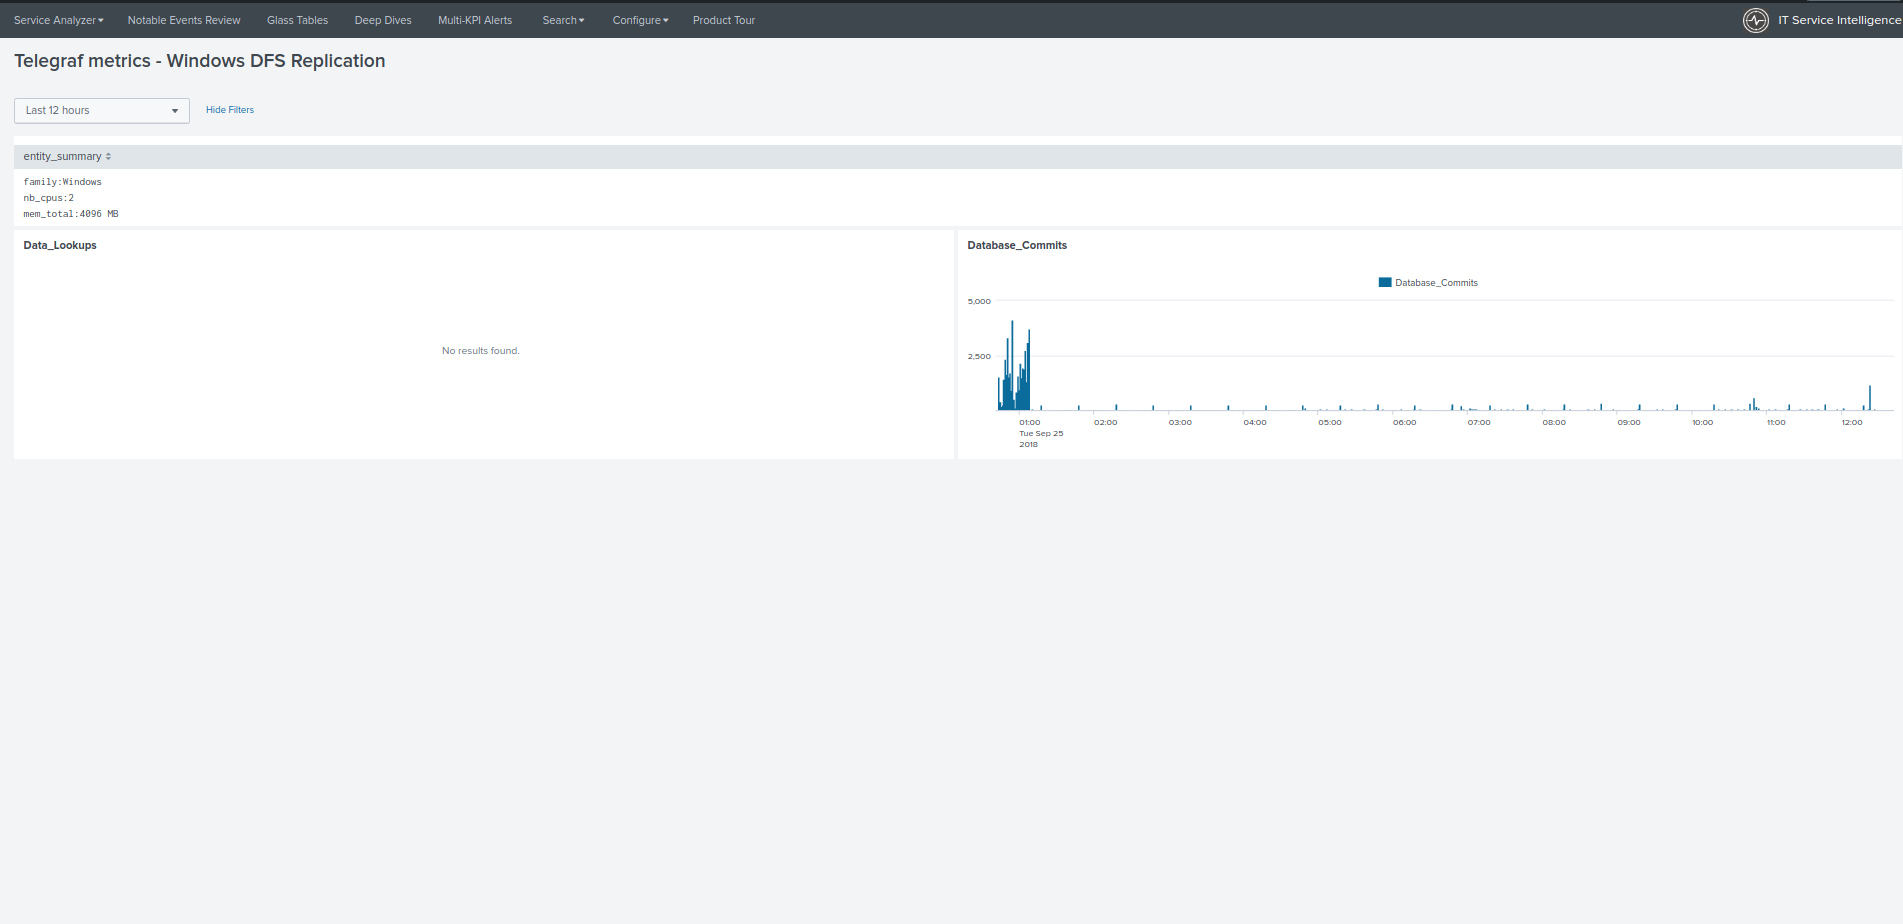 Service Analyzer Notable Events Review Glass Tables Deep Dives Multi-KPI Alerts Search Configure Product Tour IT Service Intelligence
Telegraf metrics - Windows DFS Replication
Last 12 hours Hide Filters
entity_summary
family:Windows
nb_cpus:2
mem_total:4096 MB
Data_Lookups
No results found.
Database_Commits
Database_Commits
5,000
2,500
01:00 02:00 03:00 04:00 05:00 06:00 07:00 08:00 09:00 10:00 11:00 12:00
Tue Sep 25
2018